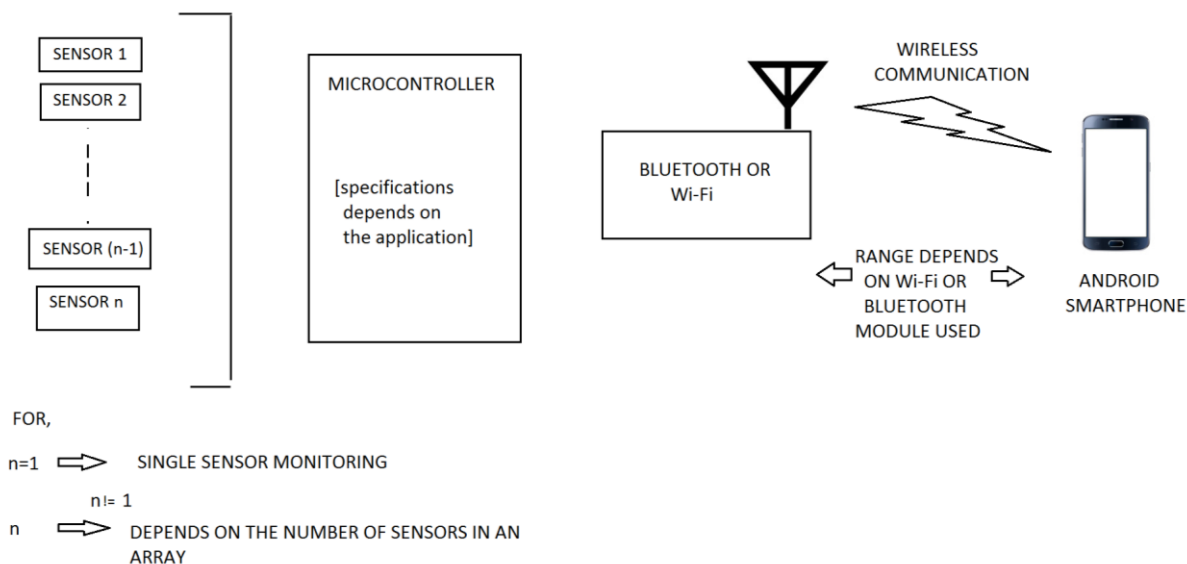 SENSOR 1
SENSOR 2
SENSOR (n-1)
SENSOR n
MICROCONTROLLER
[specifications
depends on
the application]
BLUETOOTH OR
Wi-Fi
WIRELESS
COMMUNICATION
RANGE DEPENDS
ON Wi-Fi OR
BLUETOOTH
MODULE USED
ANDROID
SMARTPHONE
FOR,
n=1
SINGLE SENSOR MONITORING
n != 1
n
DEPENDS ON THE NUMBER OF SENSORS IN AN
ARRAY